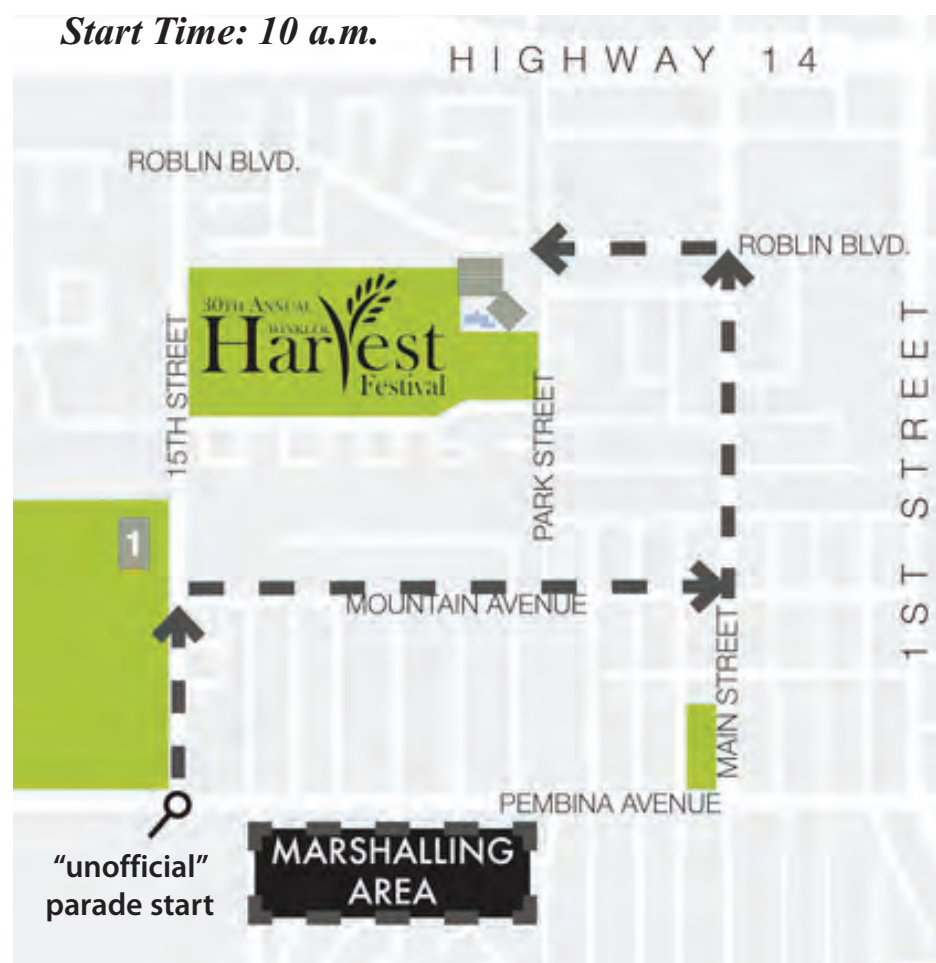 Start Time: 10 a.m.
HIGHWAY 14
ROBLIN BLVD.
ROBLIN BLVD.
30TH ANNUAL
WINKLER
Harvest
Festival
15TH STREET
PARK STREET
1ST STREET
1
MOUNTAIN AVENUE
MAIN STREET
PEMBINA AVENUE
“unofficial”
parade start
MARSHALLING
AREA